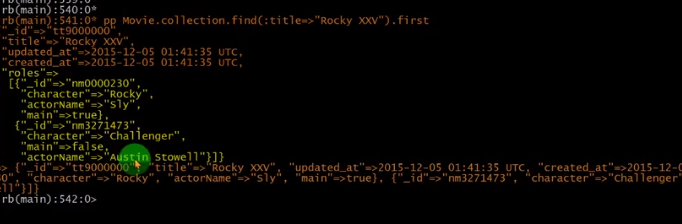 rb(main):539:0*
rb(main):540:0*
rb(main):541:0* pp Movie.collection.find(:title=>"Rocky XXV").first
"_id"=>"tt9000000",
"title"=>"Rocky XXV",
"updated_at"=>2015-12-05 01:41:35 UTC,
"created_at"=>2015-12-05 01:41:35 UTC,
"roles"=>
[{"_id"=>"nm0000230",
"character"=>"Rocky",
"actorName"=>"Sly",
"main"=>true},
{"_id"=>"nm3271473",
"character"=>"Challenger",
"main"=>false,
"actorName"=>"Austin Stowell"}]}
> {"_id"=>"tt9000000", "title"=>"Rocky XXV", "updated_at"=>2015-12-05 01:41:35 UTC, "created_at"=>2015-12-0
0", "character"=>"Rocky", "actorName"=>"Sly", "main"=>true}, {"_id"=>"nm3271473", "character"=>"Challenger"
ell"}]}
rb(main):542:0>